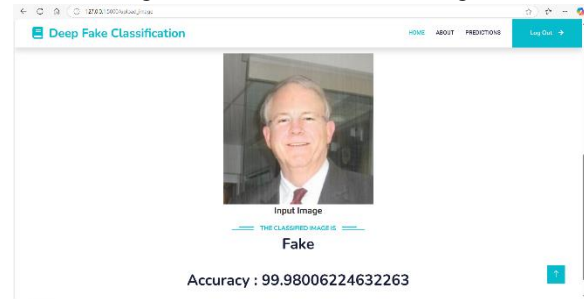 Deep Fake Classification
HOME ABOUT PREDICTIONS Log Out →
Input Image
THE CLASSIFIED IMAGE IS
Fake
Accuracy : 99.98006224632263